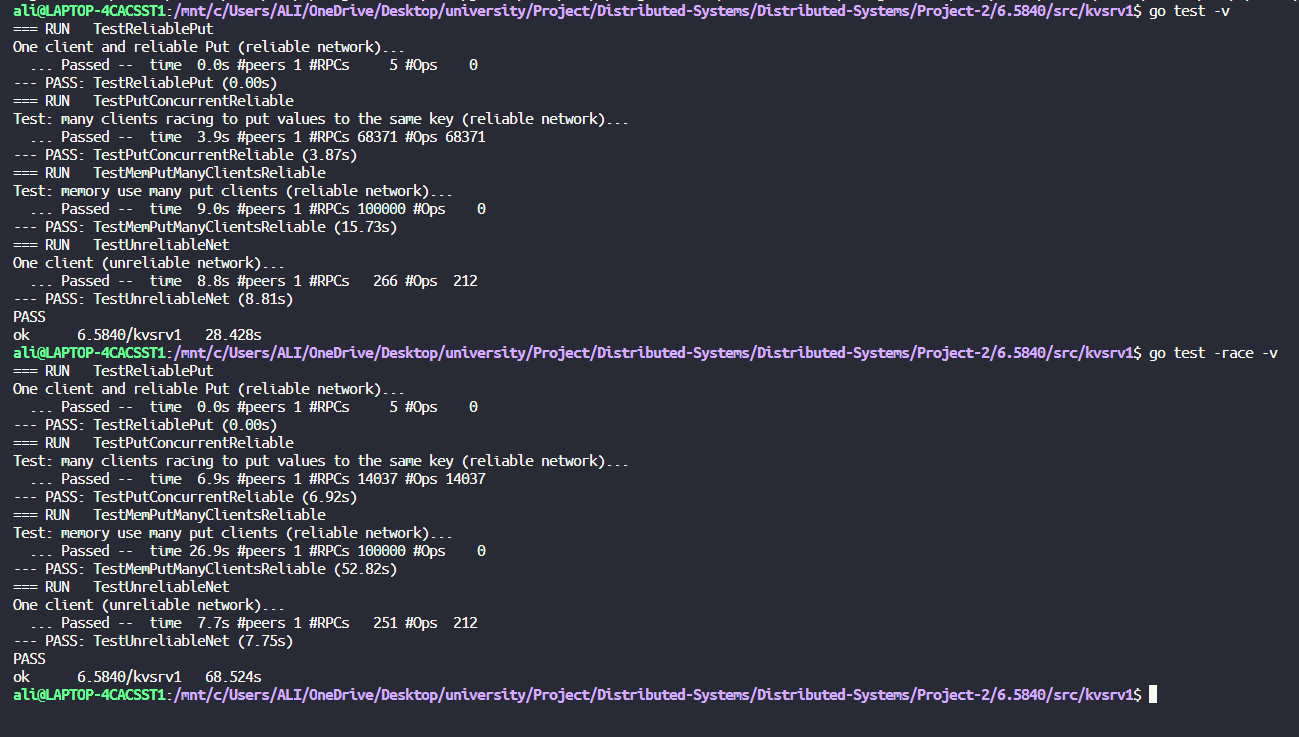 ali@LAPTOP-4CACSST1:/mnt/c/Users/ALI/OneDrive/Desktop/university/Project/Distributed-Systems/Distributed-Systems/Project-2/6.5840/src/kvsrv1$ go test -v
=== RUN   TestReliablePut
One client and reliable Put (reliable network)...
  ... Passed --  time  0.0s #peers 1 #RPCs     5 #Ops    0
--- PASS: TestReliablePut (0.00s)
=== RUN   TestPutConcurrentReliable
Test: many clients racing to put values to the same key (reliable network)...
  ... Passed --  time  3.9s #peers 1 #RPCs 68371 #Ops 68371
--- PASS: TestPutConcurrentReliable (3.87s)
=== RUN   TestMemPutManyClientsReliable
Test: memory use many put clients (reliable network)...
  ... Passed --  time  9.0s #peers 1 #RPCs 100000 #Ops    0
--- PASS: TestMemPutManyClientsReliable (15.73s)
=== RUN   TestUnreliableNet
One client (unreliable network)...
  ... Passed --  time  8.8s #peers 1 #RPCs   266 #Ops  212
--- PASS: TestUnreliableNet (8.81s)
PASS
ok      6.5840/kvsrv1   28.428s
ali@LAPTOP-4CACSST1:/mnt/c/Users/ALI/OneDrive/Desktop/university/Project/Distributed-Systems/Distributed-Systems/Project-2/6.5840/src/kvsrv1$ go test -race -v
=== RUN   TestReliablePut
One client and reliable Put (reliable network)...
  ... Passed --  time  0.0s #peers 1 #RPCs     5 #Ops    0
--- PASS: TestReliablePut (0.00s)
=== RUN   TestPutConcurrentReliable
Test: many clients racing to put values to the same key (reliable network)...
  ... Passed --  time  6.9s #peers 1 #RPCs 14037 #Ops 14037
--- PASS: TestPutConcurrentReliable (6.92s)
=== RUN   TestMemPutManyClientsReliable
Test: memory use many put clients (reliable network)...
  ... Passed --  time 26.9s #peers 1 #RPCs 100000 #Ops    0
--- PASS: TestMemPutManyClientsReliable (52.82s)
=== RUN   TestUnreliableNet
One client (unreliable network)...
  ... Passed --  time  7.7s #peers 1 #RPCs   251 #Ops  212
--- PASS: TestUnreliableNet (7.75s)
PASS
ok      6.5840/kvsrv1   68.524s
ali@LAPTOP-4CACSST1:/mnt/c/Users/ALI/OneDrive/Desktop/university/Project/Distributed-Systems/Distributed-Systems/Project-2/6.5840/src/kvsrv1$